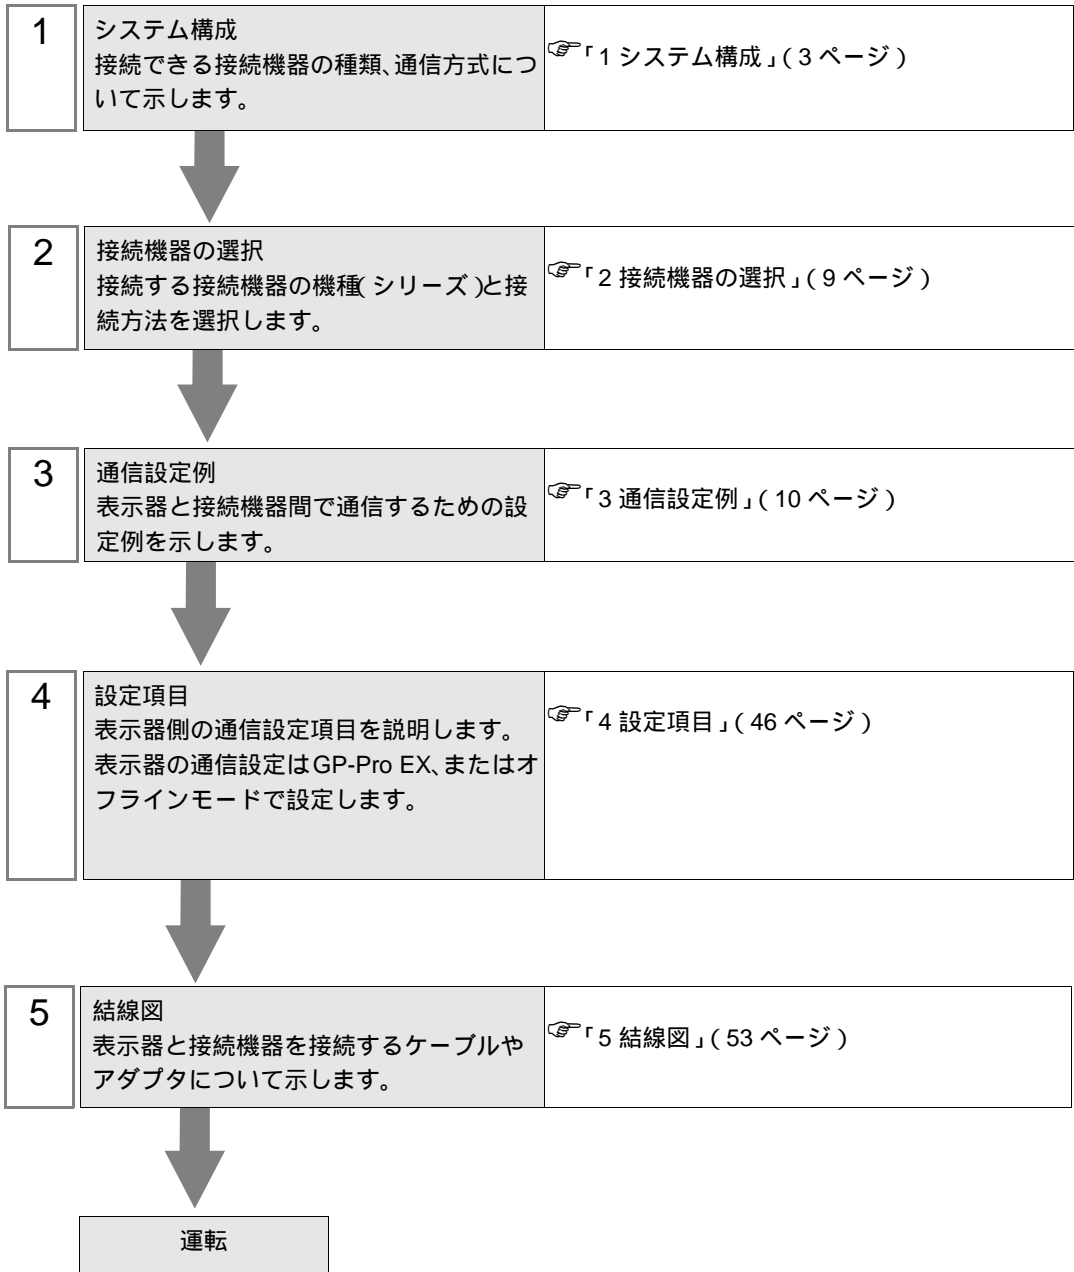 1
システム構成
接続できる接続機器の種類、通信方式につ
いて示します。
☞「1 システム構成」(3 ページ)
2
接続機器の選択
接続する接続機器の機種(シリーズ)と接
続方法を選択します。
☞「2 接続機器の選択」(9 ページ)
3
通信設定例
表示器と接続機器間で通信するための設
定例を示します。
☞「3 通信設定例」(10 ページ)
4
設定項目
表示器側の通信設定項目を説明します。
表示器の通信設定はGP-Pro EX、またはオ
フラインモードで設定します。
☞「4 設定項目」(46 ページ)
5
結線図
表示器と接続機器を接続するケーブルや
アダプタについて示します。
☞「5 結線図」(53 ページ)
運転